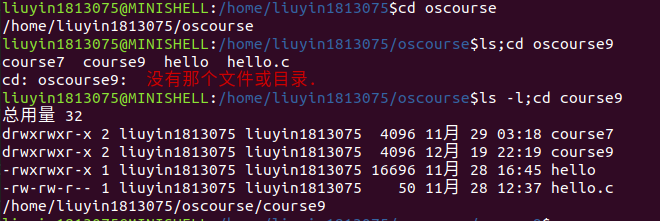 liuyin1813075@MINISHELL:/home/liuyin1813075$cd oscourse
/home/liuyin1813075/oscourse
liuyin1813075@MINISHELL:/home/liuyin1813075/oscourse$ls;cd oscourse9
course7  course9  hello  hello.c
cd: oscourse9:  没有那个文件或目录.
liuyin1813075@MINISHELL:/home/liuyin1813075/oscourse$ls -l;cd course9
总用量 32
drwxrwxr-x 2 liuyin1813075 liuyin1813075  4096 11月 29 03:18 course7
drwxrwxr-x 2 liuyin1813075 liuyin1813075  4096 12月 19 22:19 course9
-rwxrwxr-x 1 liuyin1813075 liuyin1813075 16696 11月 28 16:45 hello
-rw-rw-r-- 1 liuyin1813075 liuyin1813075    50 11月 28 12:37 hello.c
/home/liuyin1813075/oscourse/course9